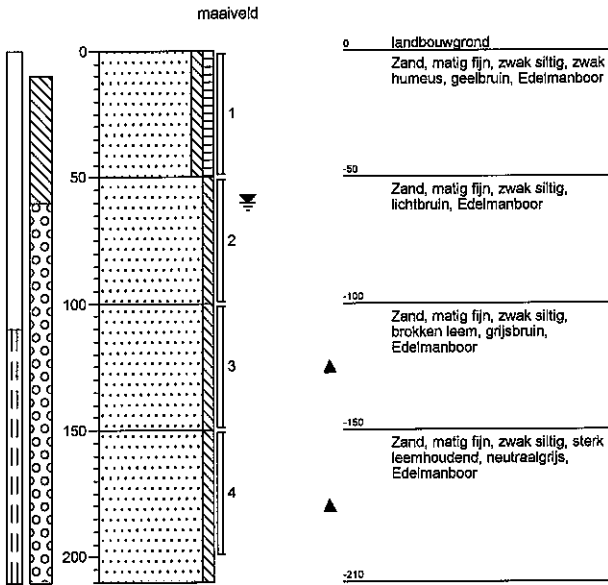 maaiveld
0
50
100
150
200
1
2
3
4
0
landbouwgrond
Zand, matig fijn, zwak siltig, zwak
humeus, geelbruin, Edelmanboor
-50
Zand, matig fijn, zwak siltig,
lichtbruin, Edelmanboor
-100
Zand, matig fijn, zwak siltig,
brokken leem, grijsbruin,
Edelmanboor
-150
Zand, matig fijn, zwak siltig, sterk
leemhoudend, neutraalgrijs,
Edelmanboor
-210